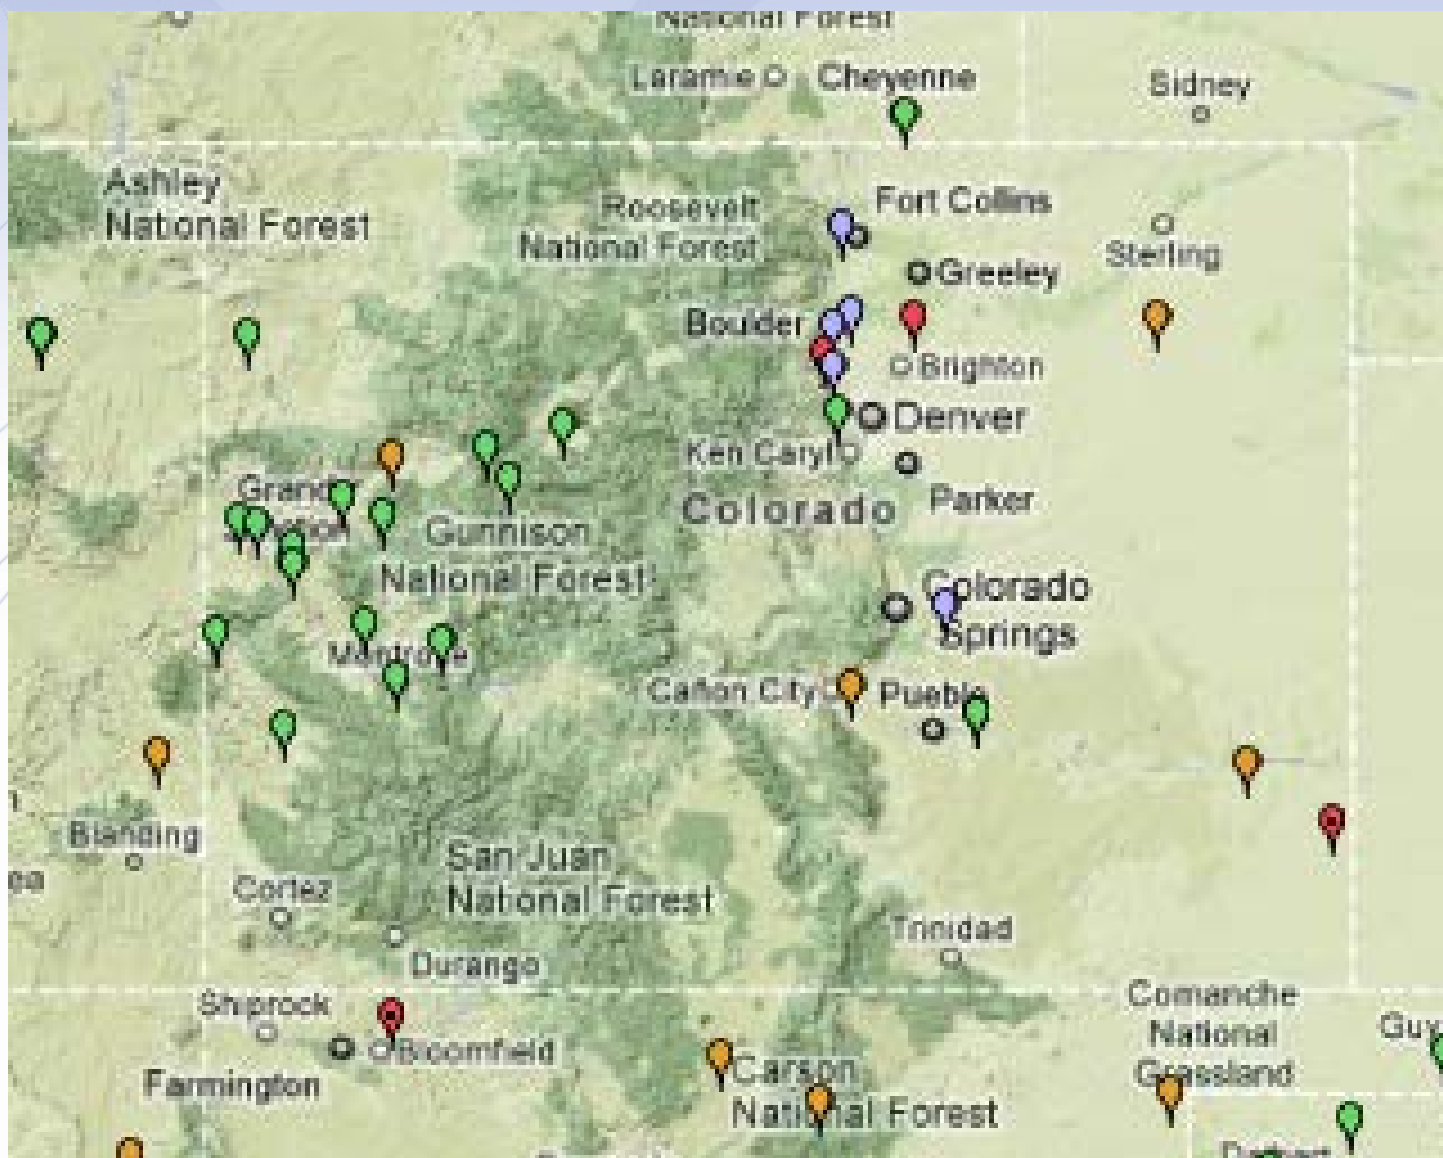 National Forest
Laramie
Cheyenne
Sidney
Ashley
National Forest
Roosevelt
National Forest
Fort Collins
Sterling
Greeley
Boulder
Brighton
Denver
Ken Caryl
Parker
Colorado
Grand
Gunnison
National Forest
Colorado
Springs
Montrose
Cañon City
Pueblo
Blanding
San Juan
National Forest
Cortez
Trinidad
Durango
Shiprock
Comanche
National
Grassland
Guy
Bloomfield
Farmington
Carson
National Forest